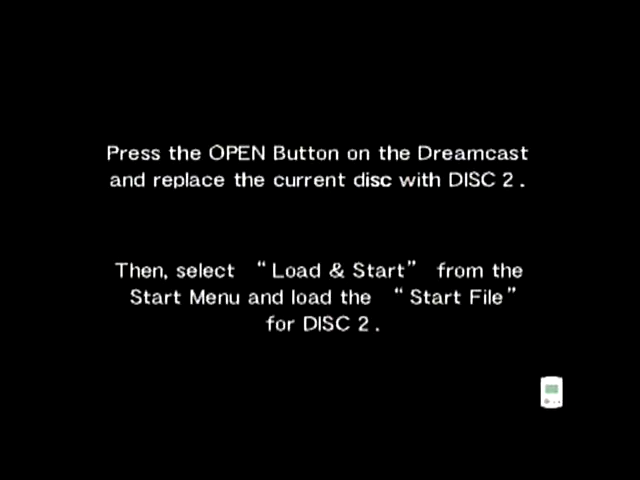 Press the OPEN Button on the Dreamcast
and replace the current disc with DISC 2.
Then, select “Load & Start” from the
Start Menu and load the “Start File”
for DISC 2.